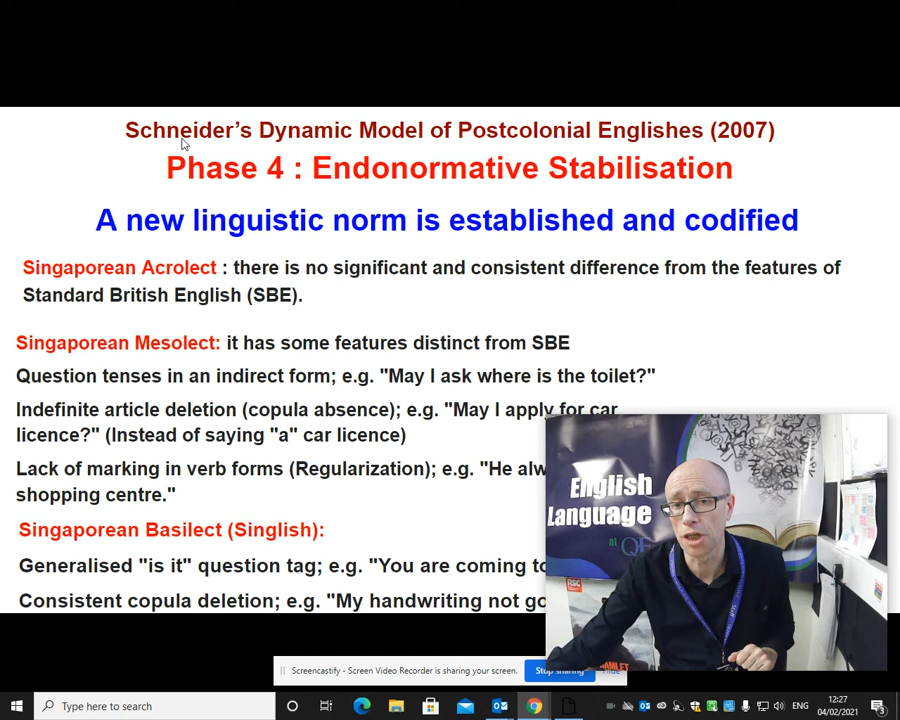 Schneider's Dynamic Model of Postcolonial Englishes (2007)
Phase 4 : Endonormative Stabilisation
A new linguistic norm is established and codified
Singaporean Acrolect : there is no significant and consistent difference from the features of
Standard British English (SBE).
Singaporean Mesolect: it has some features distinct from SBE
Question tenses in an indirect form; e.g. "May I ask where is the toilet?"
Indefinite article deletion (copula absence); e.g. "May I apply for car
licence?" (Instead of saying "a" car licence)
Lack of marking in verb forms (Regularization); e.g. "He alw
shopping centre."
Singaporean Basilect (Singlish):
Generalised "is it" question tag; e.g. "You are coming to
Consistent copula deletion; e.g. "My handwriting not go
English
Language
at QE
RSC
HAMLET
Screencastify - Screen Video Recorder is sharing your screen.
Stop sharing
Hide
Type here to search
ENG
12:27
04/02/2021
3